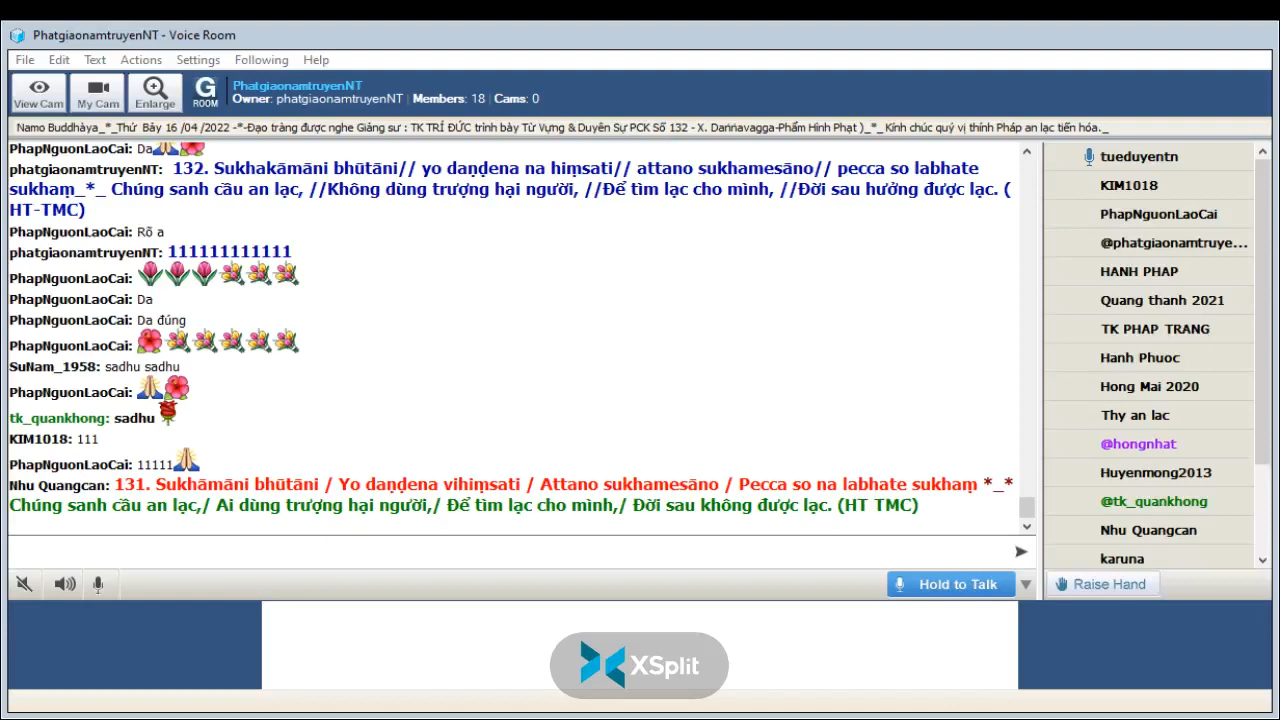 PhatgiaonamtruyenNT - Voice Room
File Edit Text Actions Settings Following Help
View Cam
My Cam
Enlarge
G ROOM
PhatgiaonamtruyenNT
Owner: phatgiaonamtruyenNT | Members: 18 | Cams: 0
Namo Buddhàya_*_Thứ Bảy 16 /04 /2022 -*-Đạo tràng được nghe Giảng sư : TK TRÍ ĐỨC trình bày Từ Vựng & Duyên Sự PCK Số 132 - X. Daṇṇavagga-Phẩm Hình Phạt )_*_ Kính chúc quý vị thính Pháp an lạc tiến hóa._
PhapNguonLaoCai: Da
phatgiaonamtruyenNT: 132. Sukhakāmāni bhūtāni// yo daṇḍena na hiṃsati// attano sukhamesāno// pecca so labhate
sukhaṃ_*_ Chúng sanh cầu an lạc, //Không dùng trượng hại người, //Để tìm lạc cho mình, //Đời sau hưởng được lạc. (
HT-TMC)
PhapNguonLaoCai: Rõ a
phatgiaonamtruyenNT: 111111111111
PhapNguonLaoCai:
PhapNguonLaoCai: Da
PhapNguonLaoCai: Da đúng
PhapNguonLaoCai:
SuNam_1958: sadhu sadhu
PhapNguonLaoCai:
tk_quankhong: sadhu
KIM1018: 111
PhapNguonLaoCai: 11111
Nhu Quangcan: 131. Sukhāmāni bhūtāni / Yo daṇḍena vihiṃsati / Attano sukhamesāno / Pecca so na labhate sukhaṃ *_*
Chúng sanh cầu an lạc,/ Ai dùng trượng hại người,/ Để tìm lạc cho mình,/ Đời sau không được lạc. (HT TMC)
tueduyentn
KIM1018
PhapNguonLaoCai
@phatgiaonamtruye...
HANH PHAP
Quang thanh 2021
TK PHAP TRANG
Hanh Phuoc
Hong Mai 2020
Thy an lac
@hongnhat
Huyenmong2013
@tk_quankhong
Nhu Quangcan
karuna
Hold to Talk
Raise Hand
XSplit